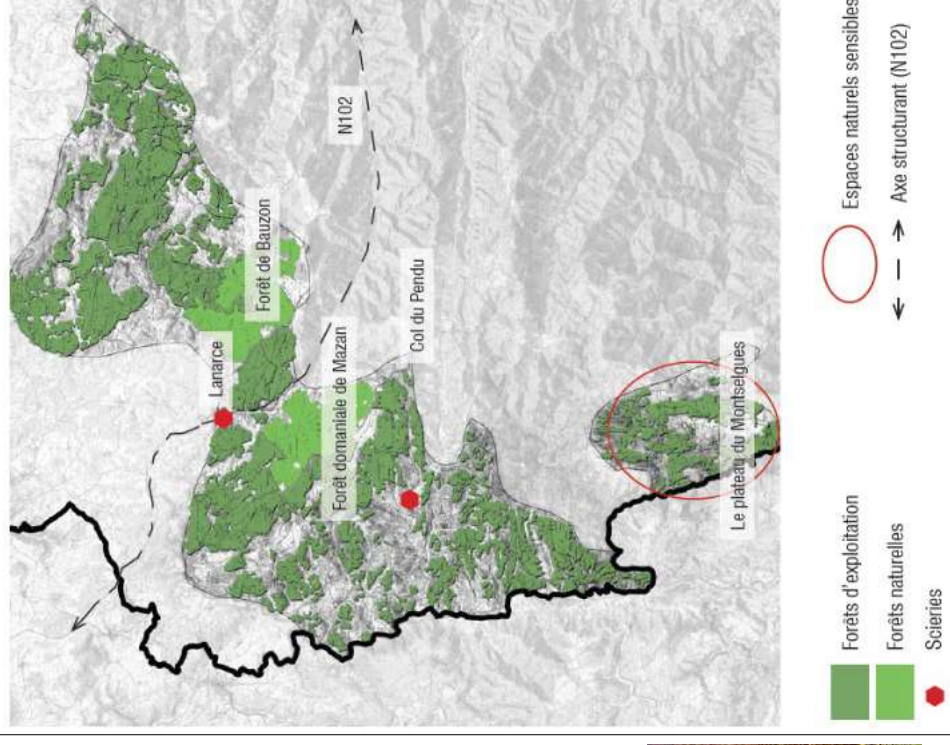 Lanarce
Forêt de Bauzon
N102
Forêt domaniale de Mazan
Col du Pendu
Le plateau du Montselgues
Forêts d'exploitation
Forêts naturelles
Scieries
Espaces naturels sensibles
Axe structurant (N102)